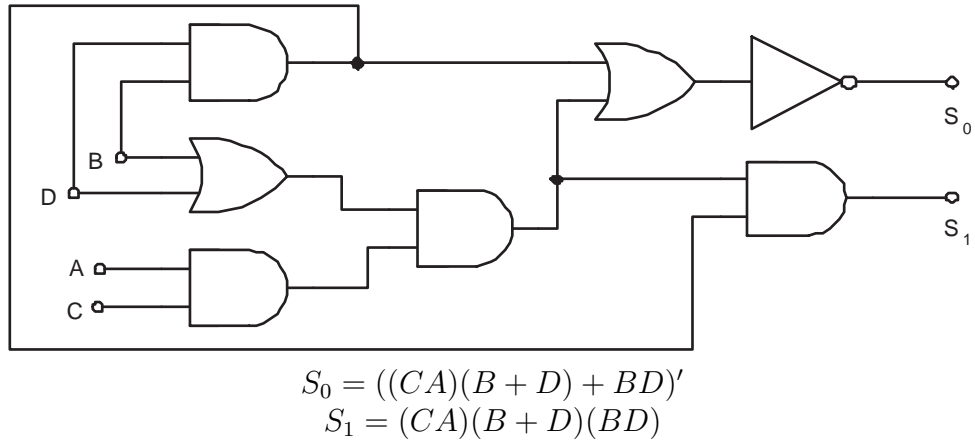 B
D
A
C
S₀
S₁
S₀ = ((CA)(B + D) + BD)′
S₁ = (CA)(B + D)(BD)